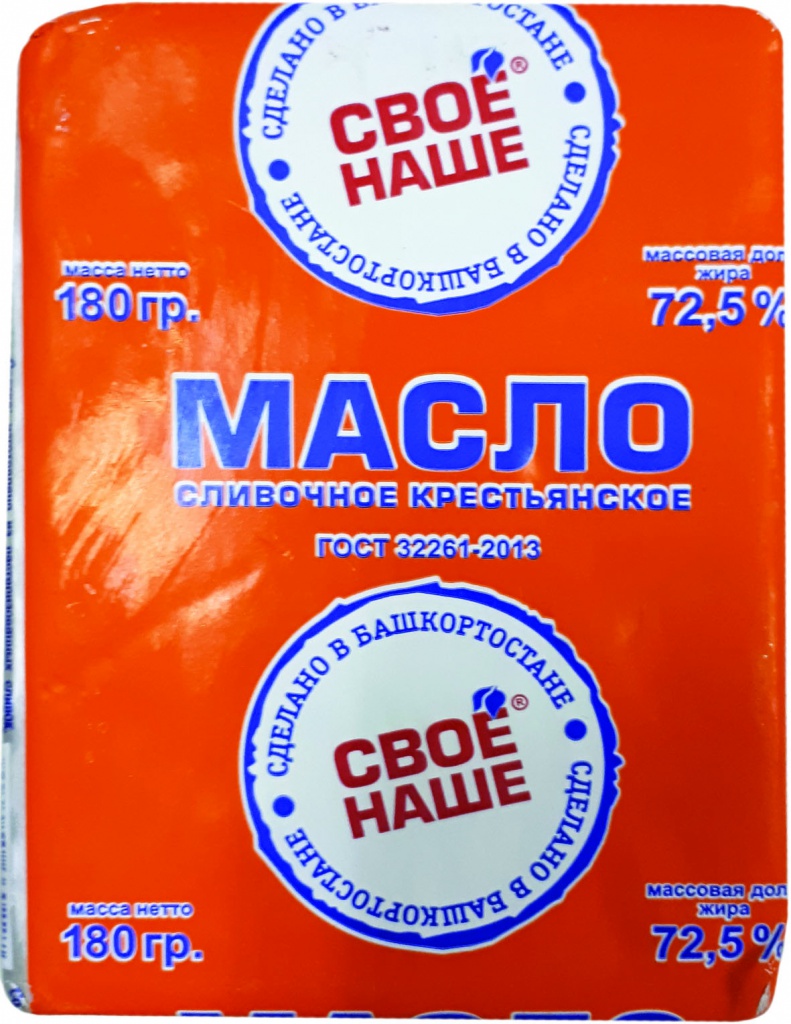 СДЕЛАНО В БАШКОРТОСТАНЕ
СВОЁ ®
НАШЕ
СДЕЛАНО В БАШКОРТОСТАНЕ
масса нетто
180 гр.
массовая дол
жира
72,5 %
МАСЛО
СЛИВОЧНОЕ КРЕСТЬЯНСКОЕ
ГОСТ 32261-2013
СДЕЛАНО В БАШКОРТОСТАНЕ
СВОЁ ®
НАШЕ
СДЕЛАНО В БАШКОРТОСТАНЕ
масса нетто
180 гр.
массовая дол
жира
72,5 %